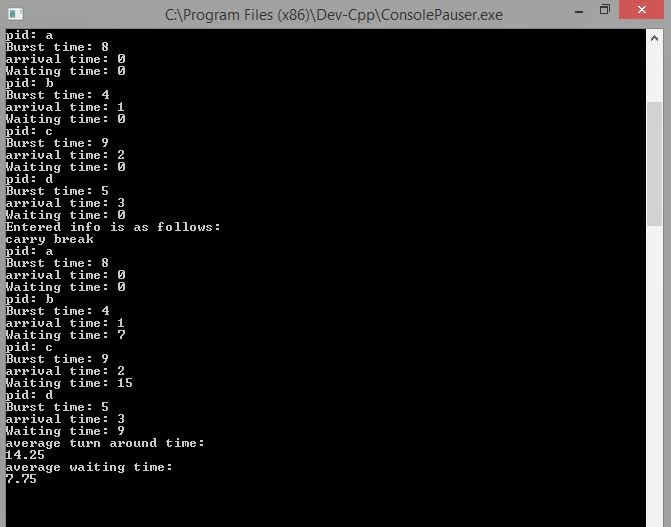 C:\Program Files (x86)\Dev-Cpp\ConsolePauser.exe
pid: a
Burst time: 8
arrival time: 0
Waiting time: 0
pid: b
Burst time: 4
arrival time: 1
Waiting time: 0
pid: c
Burst time: 9
arrival time: 2
Waiting time: 0
pid: d
Burst time: 5
arrival time: 3
Waiting time: 0
Entered info is as follows:
carry break
pid: a
Burst time: 8
arrival time: 0
Waiting time: 0
pid: b
Burst time: 4
arrival time: 1
Waiting time: 7
pid: c
Burst time: 9
arrival time: 2
Waiting time: 15
pid: d
Burst time: 5
arrival time: 3
Waiting time: 9
average turn around time:
14.25
average waiting time:
7.75